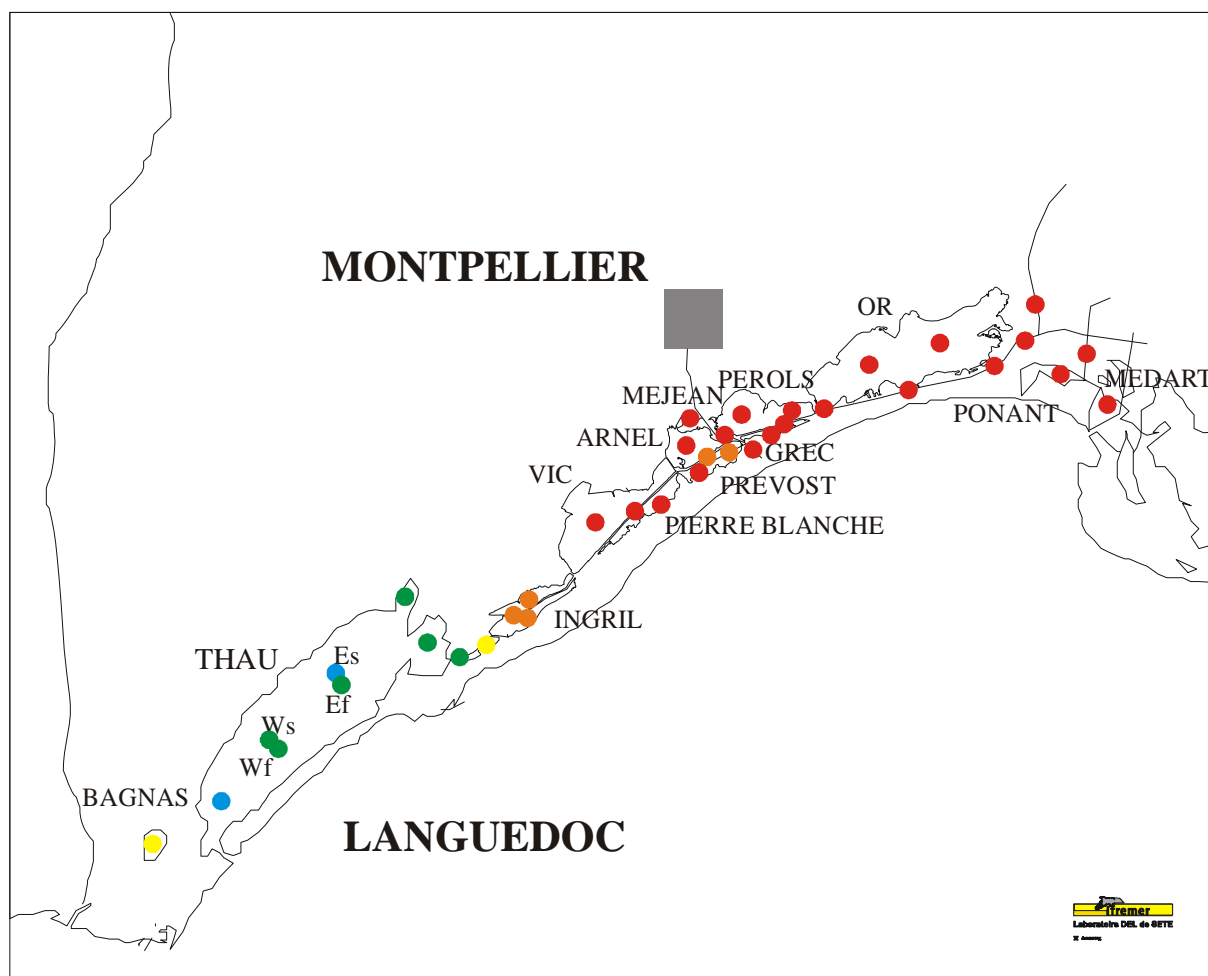 MONTPELLIER
OR
PEROLS
MEJEAN
MEDART
PONANT
ARNEL
GREC
VIC
PREVOST
PIERRE BLANCHE
INGRIL
THAU
Es
Ef
Ws
Wf
BAGNAS
LANGUEDOC
Ifremer
Laboratoire DEL de SETE